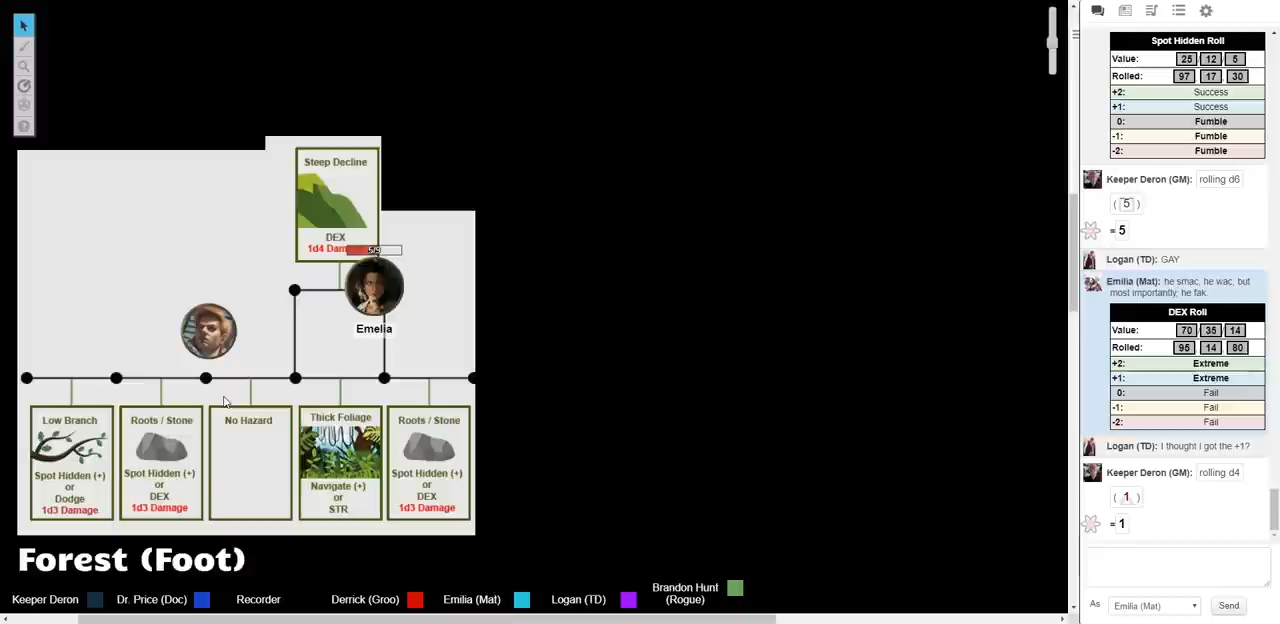 Steep Decline
DEX
1d4 Dam
5/9
Emelia
Low Branch
Spot Hidden (+)
or
Dodge
1d3 Damage
Roots / Stone
Spot Hidden (+)
or
DEX
1d3 Damage
No Hazard
Thick Foliage
Navigate (+)
or
STR
Roots / Stone
Spot Hidden (+)
or
DEX
1d3 Damage
Forest (Foot)
Keeper Deron
Dr. Price (Doc)
Recorder
Derrick (Groo)
Emilia (Mat)
Logan (TD)
Brandon Hunt
(Rogue)
Spot Hidden Roll
Value: 25 12 5
Rolled: 97 17 30
+2: Success
+1: Success
0: Fumble
-1: Fumble
-2: Fumble
Keeper Deron (GM): rolling d6
( 5 )
= 5
Logan (TD): GAY
Emilia (Mat): he smac, he wac, but
most importantly, he fak.
DEX Roll
Value: 70 35 14
Rolled: 95 14 80
+2: Extreme
+1: Extreme
0: Fail
-1: Fail
-2: Fail
Logan (TD): I thought I got the +1?
Keeper Deron (GM): rolling d4
( 1 )
= 1
As Emilia (Mat) Send